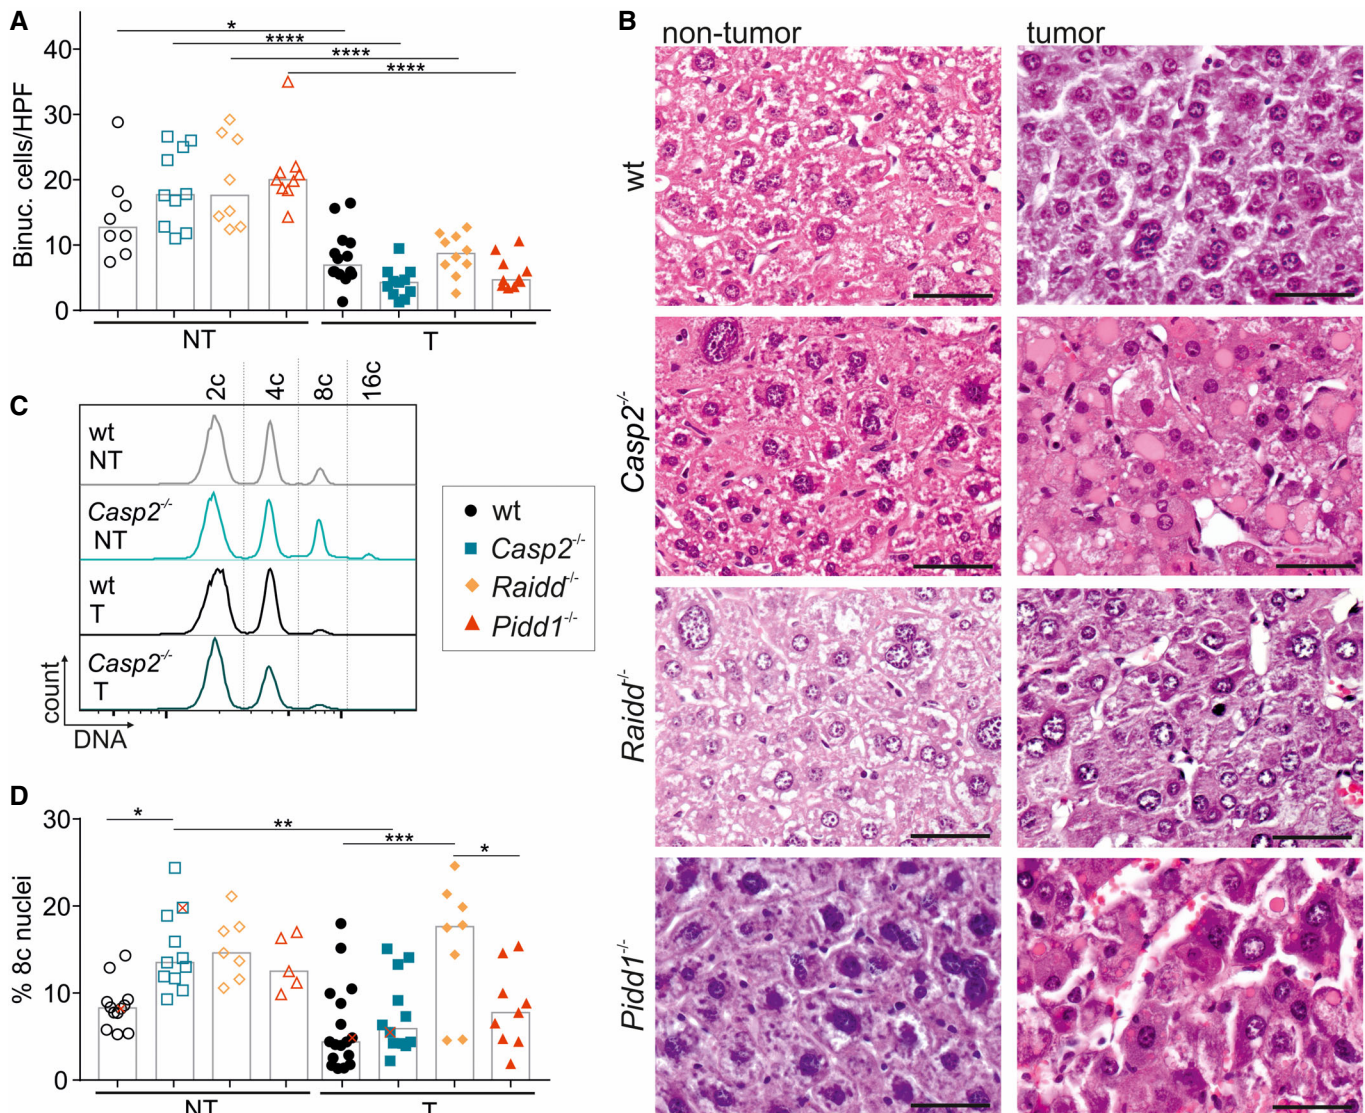 A
Binuc. cells/HPF
40
30
20
10
0
*
****
****
****
NT
T
B
non-tumor
tumor
wt
Casp2-/-
Raidd-/-
Pidd1-/-
C
2c
4c
8c
16c
wt
NT
Casp2-/-
NT
wt
T
Casp2-/-
T
count
DNA
wt
Casp2-/-
Raidd-/-
Pidd1-/-
D
% 8c nuclei
30
20
10
0
*
**
***
*
NT
T